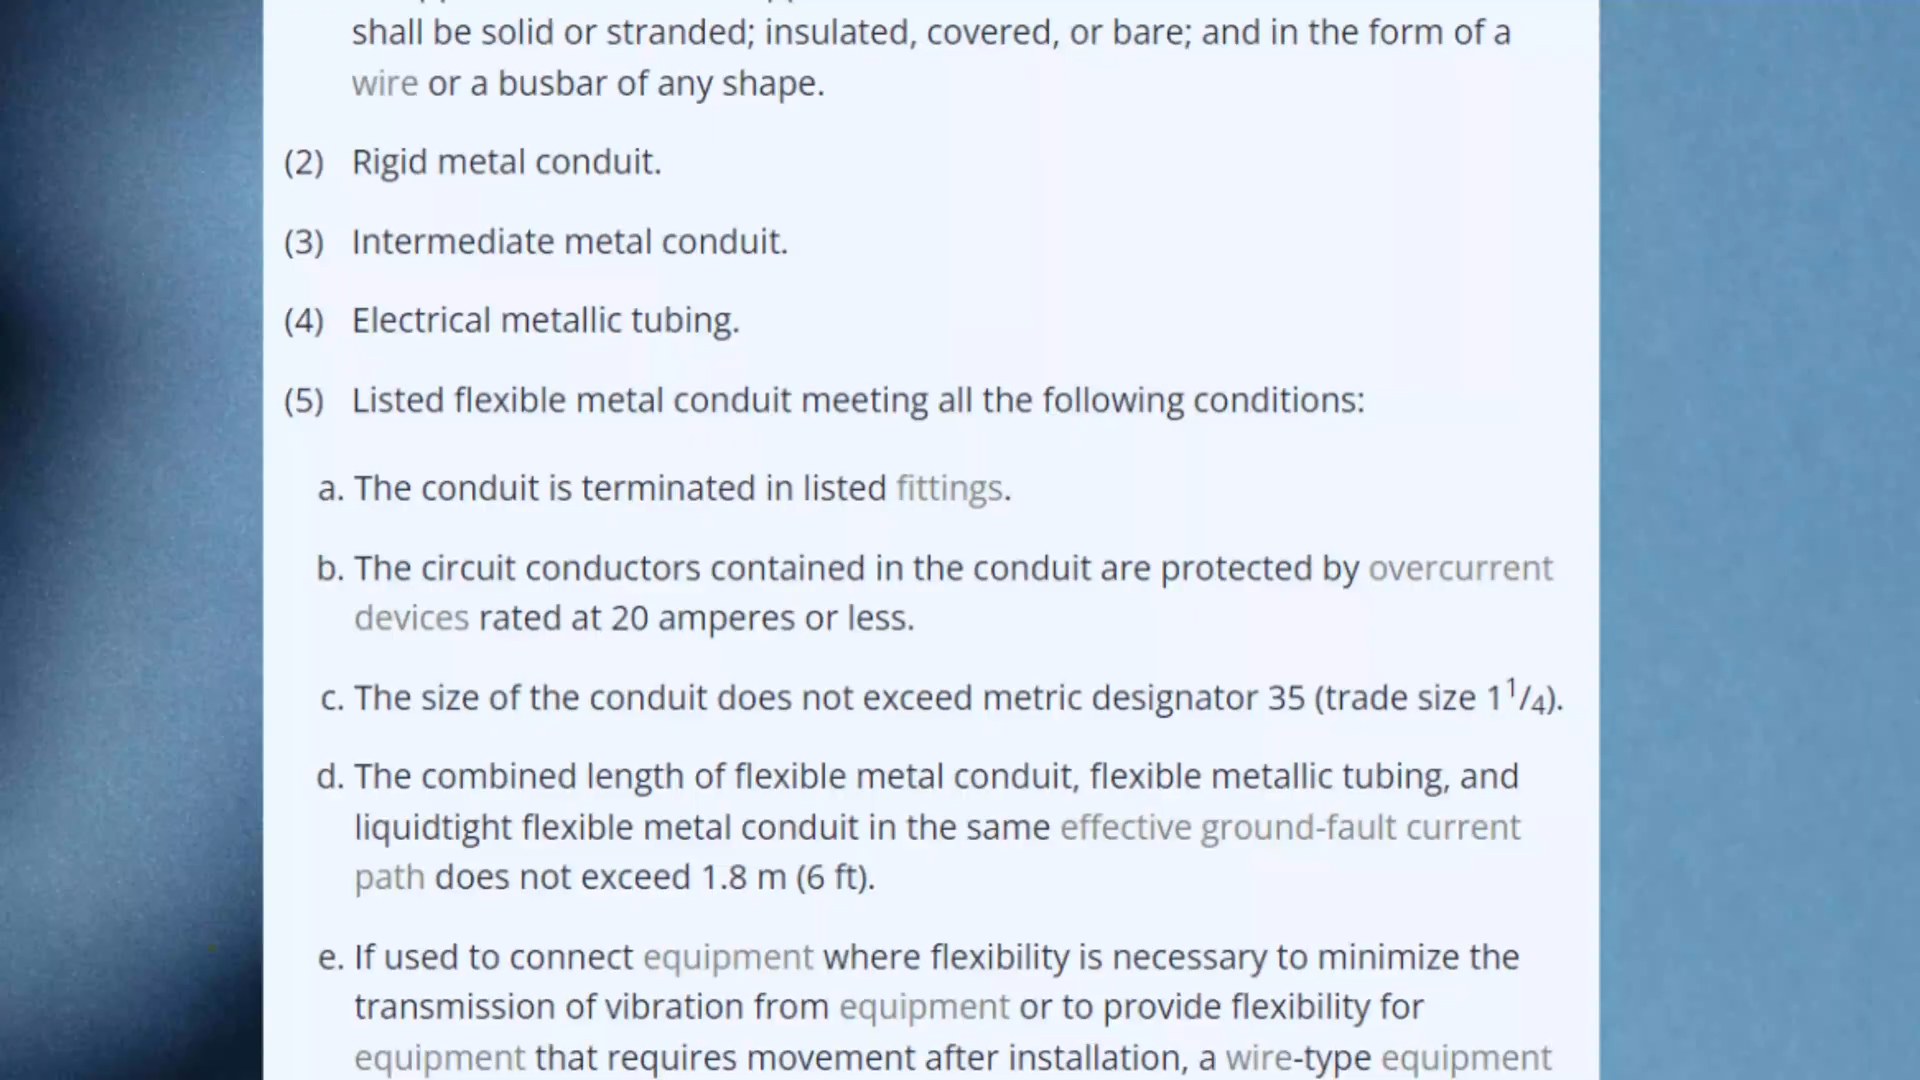 shall be solid or stranded; insulated, covered, or bare; and in the form of a
wire or a busbar of any shape.
(2) Rigid metal conduit.
(3) Intermediate metal conduit.
(4) Electrical metallic tubing.
(5) Listed flexible metal conduit meeting all the following conditions:
a. The conduit is terminated in listed fittings.
b. The circuit conductors contained in the conduit are protected by overcurrent
devices rated at 20 amperes or less.
c. The size of the conduit does not exceed metric designator 35 (trade size 1¹/₄).
d. The combined length of flexible metal conduit, flexible metallic tubing, and
liquidtight flexible metal conduit in the same effective ground-fault current
path does not exceed 1.8 m (6 ft).
e. If used to connect equipment where flexibility is necessary to minimize the
transmission of vibration from equipment or to provide flexibility for
equipment that requires movement after installation, a wire-type equipment